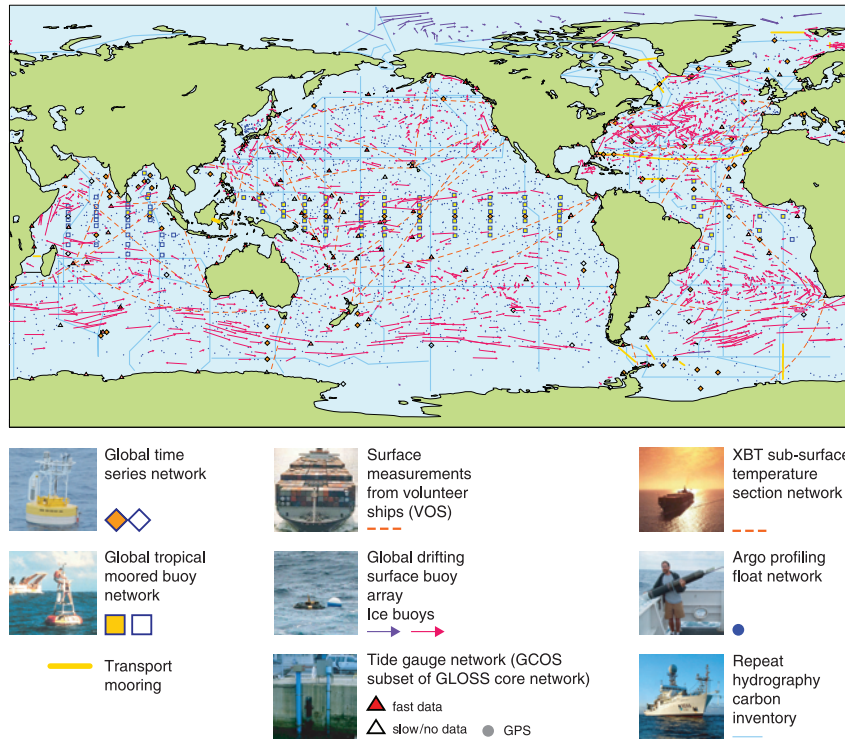 Global time
series network
Surface
measurements
from volunteer
ships (VOS)
XBT sub-surface
temperature
section network
Global tropical
moored buoy
network
Global drifting
surface buoy
array
Ice buoys
Argo profiling
float network
Transport
mooring
Tide gauge network (GCOS
subset of GLOSS core network)
fast data
slow/no data
GPS
Repeat
hydrography
carbon
inventory